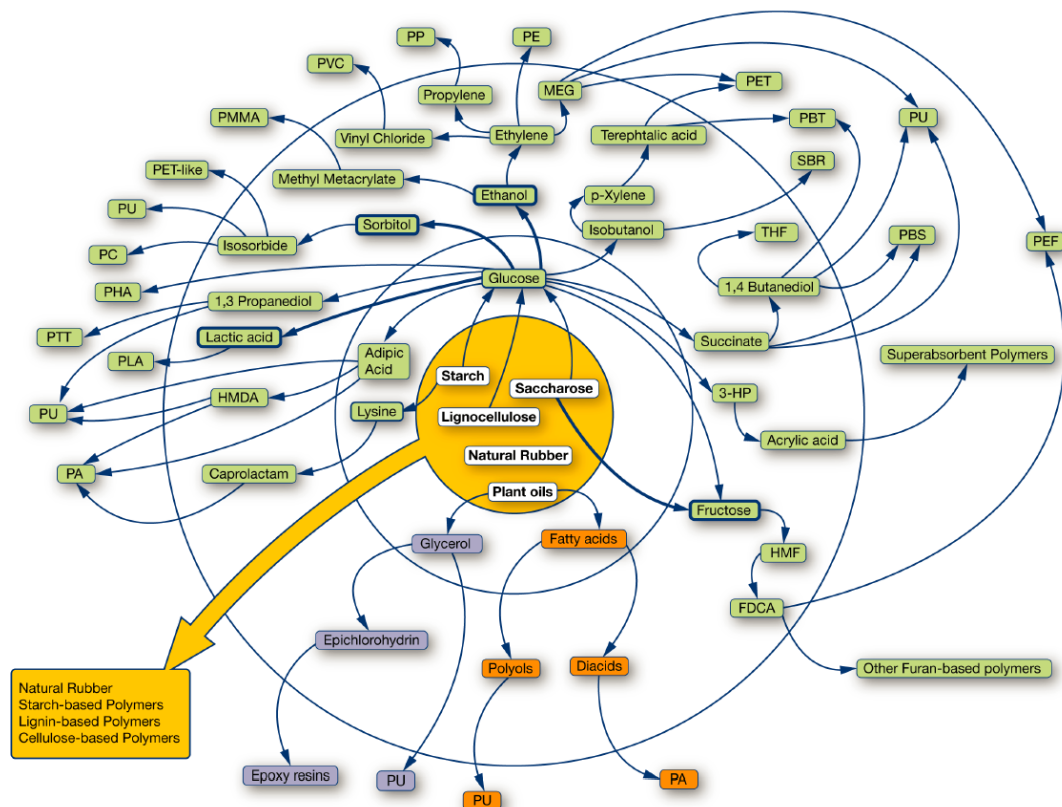 PP
PE
PVC
Propylene
MEG
PET
PMMA
Vinyl Chloride
Ethylene
Terephtalic acid
PBT
PU
PET-like
Methyl Metacrylate
Ethanol
p-Xylene
SBR
PU
Sorbitol
Isobutanol
THF
PBS
PEF
PC
Isosorbide
PHA
Glucose
1,4 Butanediol
1,3 Propanediol
PTT
Lactic acid
Succinate
Superabsorbent Polymers
PLA
Adipic
Acid
Starch
Saccharose
3-HP
PU
HMDA
Lysine
Lignocellulose
Acrylic acid
Natural Rubber
PA
Caprolactam
Plant oils
Fructose
Glycerol
Fatty acids
HMF
FDCA
Epichlorohydrin
Polyols
Diacids
Other Furan-based polymers
Natural Rubber
Starch-based Polymers
Lignin-based Polymers
Cellulose-based Polymers
Epoxy resins
PU
PA
PU